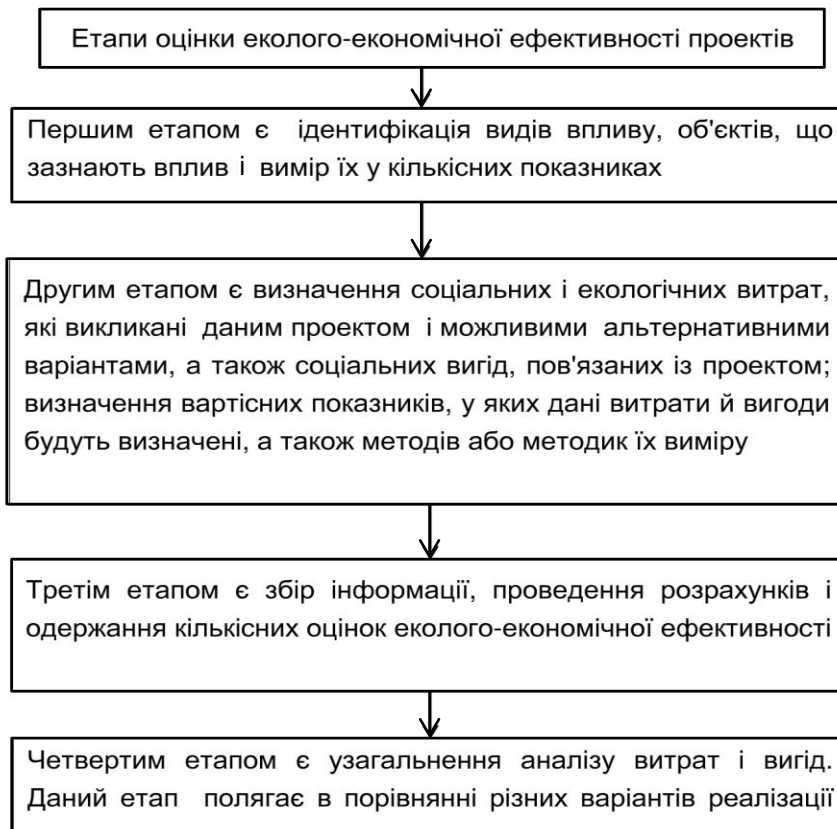 Етапи оцінки еколого-економічної ефективності проектів
Першим етапом є ідентифікація видів впливу, об'єктів, що
зазнають вплив і вимір їх у кількісних показниках
Другим етапом є визначення соціальних і екологічних витрат,
які викликані даним проектом і можливими альтернативними
варіантами, а також соціальних вигід, пов'язаних із проектом;
визначення вартісних показників, у яких дані витрати й вигоди
будуть визначені, а також методів або методик їх виміру
Третім етапом є збір інформації, проведення розрахунків і
одержання кількісних оцінок еколого-економічної ефективності
Четвертим етапом є узагальнення аналізу витрат і вигід.
Даний етап полягає в порівнянні різних варіантів реалізації